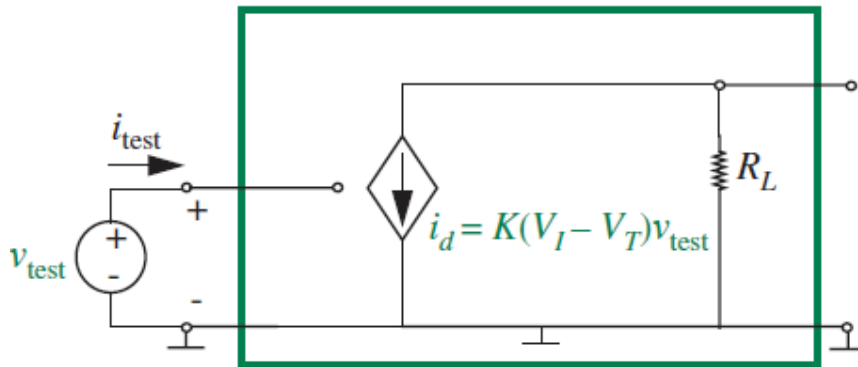 i_test
+
R_L
+
v_test
-
i_d = K(V_I – V_T)v_test
-